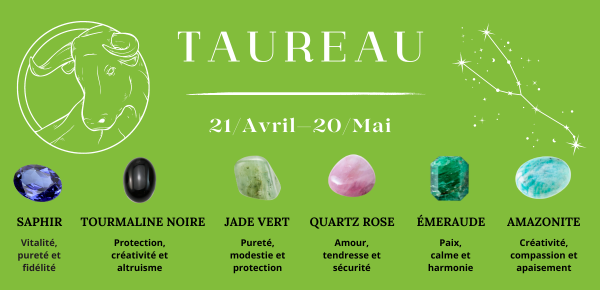 TAUREAU
21/Avril—20/Mai
SAPHIR
Vitalité,
pureté et
fidélité
TOURMALINE NOIRE
Protection,
créativité et
altruisme
JADE VERT
Pureté,
modestie et
protection
QUARTZ ROSE
Amour,
tendresse et
sécurité
ÉMERAUDE
Paix,
calme et
harmonie
AMAZONITE
Créativité,
compassion et
apaisement